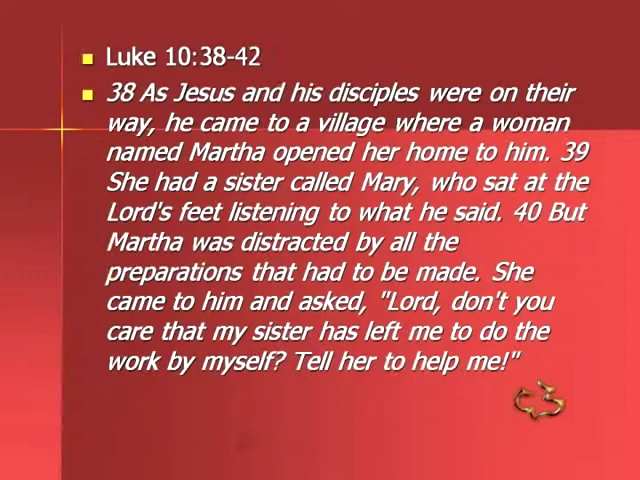 Luke 10:38-42
38 As Jesus and his disciples were on their
way, he came to a village where a woman
named Martha opened her home to him. 39
She had a sister called Mary, who sat at the
Lord's feet listening to what he said. 40 But
Martha was distracted by all the
preparations that had to be made. She
came to him and asked, "Lord, don't you
care that my sister has left me to do the
work by myself? Tell her to help me!"